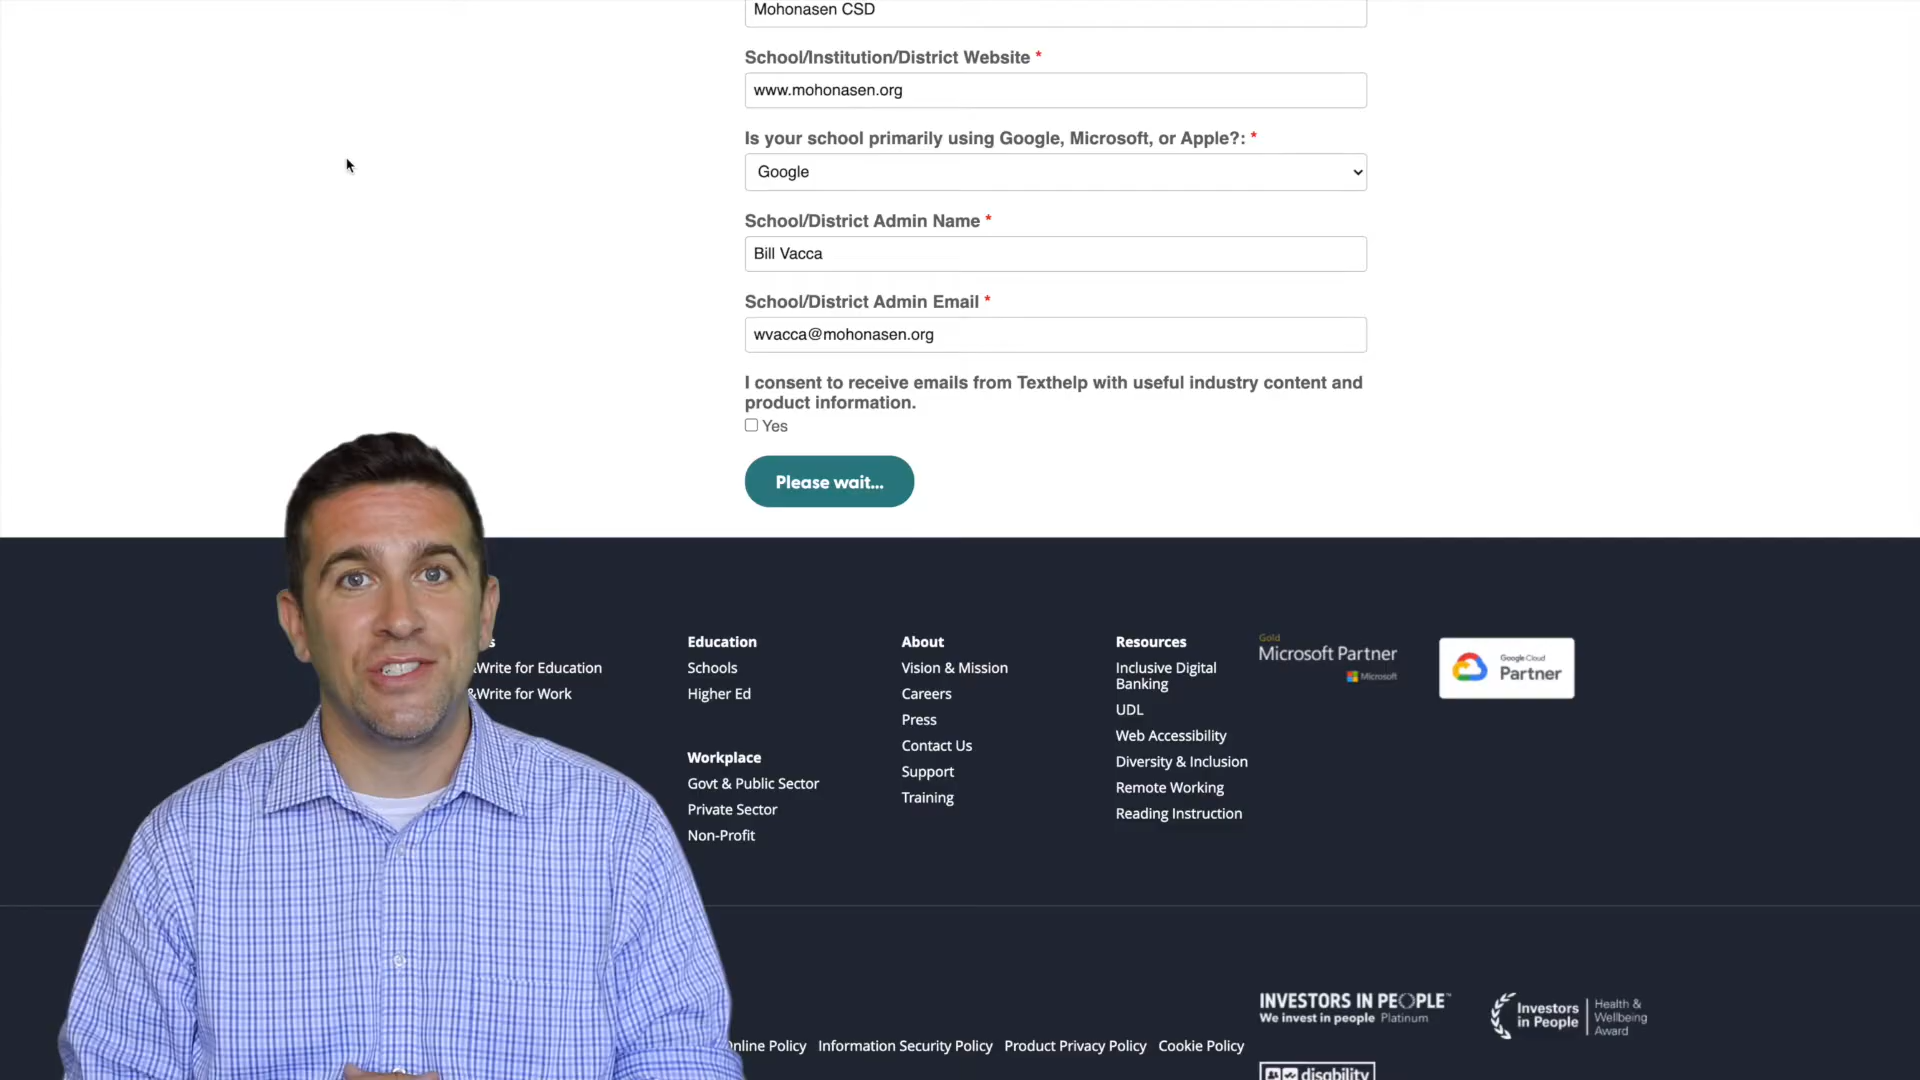 Mohonasen CSD
School/Institution/District Website *
www.mohonasen.org
Is your school primarily using Google, Microsoft, or Apple?: *
Google
School/District Admin Name *
Bill Vacca
School/District Admin Email *
wvacca@mohonasen.org
I consent to receive emails from Texthelp with useful industry content and
product information.
Yes
Please wait...
&Write for Education
&Write for Work
Education
Schools
Higher Ed
Workplace
Govt & Public Sector
Private Sector
Non-Profit
About
Vision & Mission
Careers
Press
Contact Us
Support
Training
Resources
Inclusive Digital
Banking
UDL
Web Accessibility
Diversity & Inclusion
Remote Working
Reading Instruction
Gold
Microsoft Partner
Microsoft
Google Cloud
Partner
INVESTORS IN PEOPLE™
We invest in people Platinum
Investors
in People
Health &
Wellbeing
Award
Policy Information Security Policy Product Privacy Policy Cookie Policy
disability